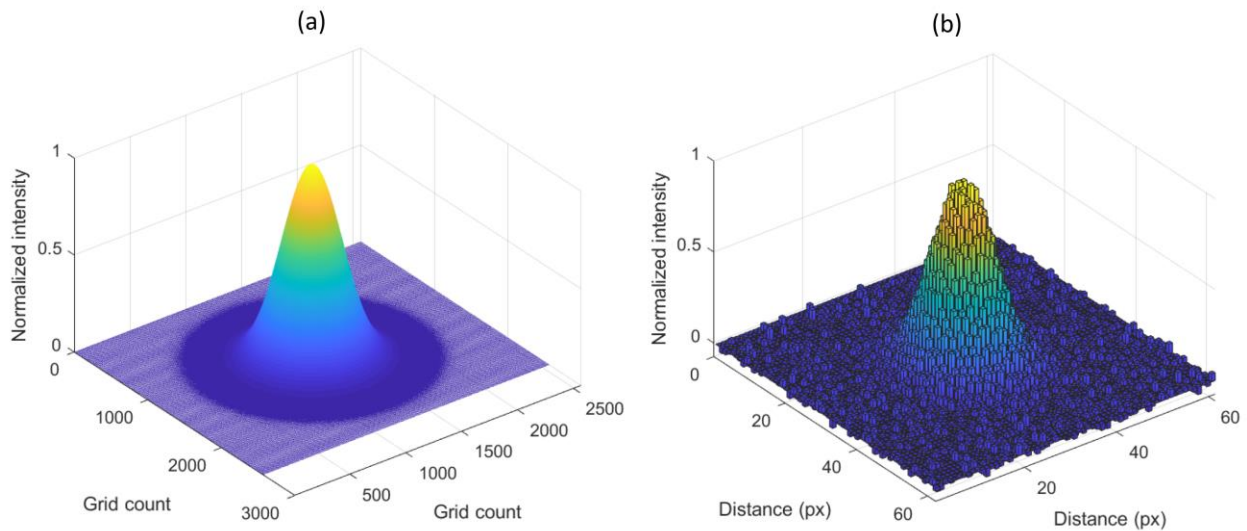 (a)
Normalized intensity
1
0.5
0
0
1000
2000
3000
Grid count
500
1000
1500
2000
2500
Grid count
(b)
Normalized intensity
1
0.5
0
0
20
40
60
Distance (px)
20
40
60
Distance (px)